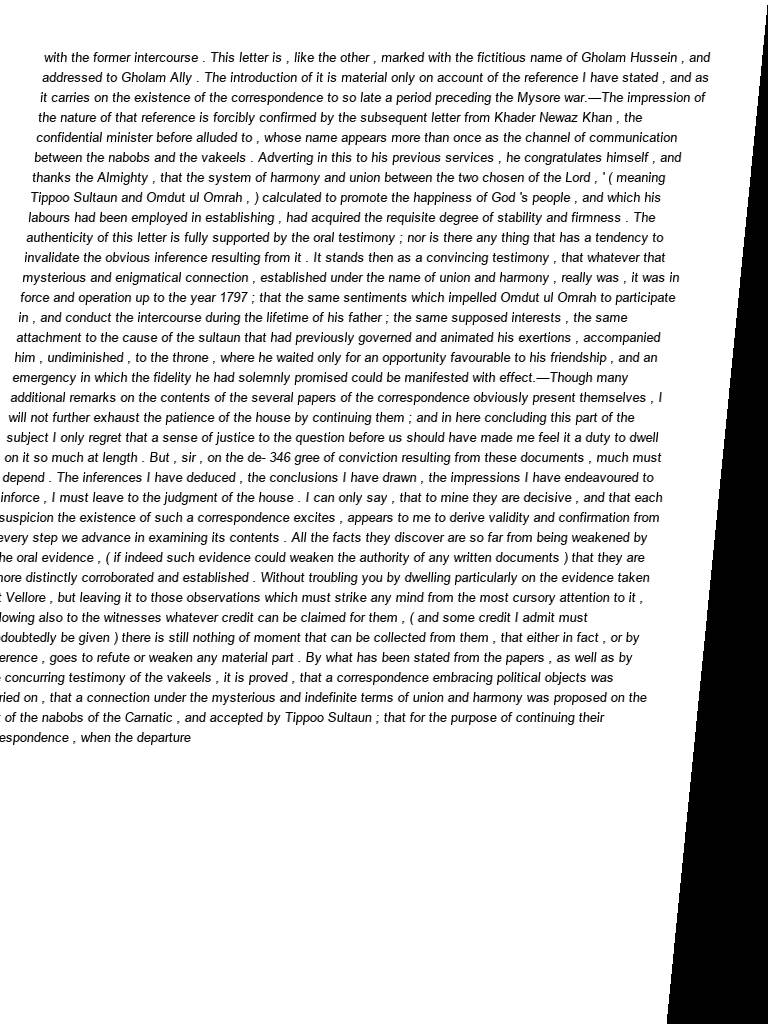 with the former intercourse . This letter is , like the other , marked with the fictitious name of Gholam Hussein , and
addressed to Gholam Ally . The introduction of it is material only on account of the reference I have stated , and as
it carries on the existence of the correspondence to so late a period preceding the Mysore war.—The impression of
the nature of that reference is forcibly confirmed by the subsequent letter from Khader Newaz Khan , the
confidential minister before alluded to , whose name appears more than once as the channel of communication
between the nabobs and the vakeels . Adverting in this to his previous services , he congratulates himself , and
thanks the Almighty , that the system of harmony and union between the two chosen of the Lord , ' ( meaning
Tippoo Sultaun and Omdut ul Omrah , ) calculated to promote the happiness of God 's people , and which his
labours had been employed in establishing , had acquired the requisite degree of stability and firmness . The
authenticity of this letter is fully supported by the oral testimony ; nor is there any thing that has a tendency to
invalidate the obvious inference resulting from it . It stands then as a convincing testimony , that whatever that
mysterious and enigmatical connection , established under the name of union and harmony , really was , it was in
force and operation up to the year 1797 ; that the same sentiments which impelled Omdut ul Omrah to participate
in , and conduct the intercourse during the lifetime of his father ; the same supposed interests , the same
attachment to the cause of the sultaun that had previously governed and animated his exertions , accompanied
him , undiminished , to the throne , where he waited only for an opportunity favourable to his friendship , and an
emergency in which the fidelity he had solemnly promised could be manifested with effect.—Though many
additional remarks on the contents of the several papers of the correspondence obviously present themselves , I
will not further exhaust the patience of the house by continuing them ; and in here concluding this part of the
subject I only regret that a sense of justice to the question before us should have made me feel it a duty to dwell
on it so much at length . But , sir , on the de- 346 gree of conviction resulting from these documents , much must
depend . The inferences I have deduced , the conclusions I have drawn , the impressions I have endeavoured to
inforce , I must leave to the judgment of the house . I can only say , that to mine they are decisive , and that each
suspicion the existence of such a correspondence excites , appears to me to derive validity and confirmation from
every step we advance in examining its contents . All the facts they discover are so far from being weakened by
he oral evidence , ( if indeed such evidence could weaken the authority of any written documents ) that they are
more distinctly corroborated and established . Without troubling you by dwelling particularly on the evidence taken
t Vellore , but leaving it to those observations which must strike any mind from the most cursory attention to it ,
lowing also to the witnesses whatever credit can be claimed for them , ( and some credit I admit must
doubtedly be given ) there is still nothing of moment that can be collected from them , that either in fact , or by
erence , goes to refute or weaken any material part . By what has been stated from the papers , as well as by
concurring testimony of the vakeels , it is proved , that a correspondence embracing political objects was
ried on , that a connection under the mysterious and indefinite terms of union and harmony was proposed on the
of the nabobs of the Carnatic , and accepted by Tippoo Sultaun ; that for the purpose of continuing their
espondence , when the departure